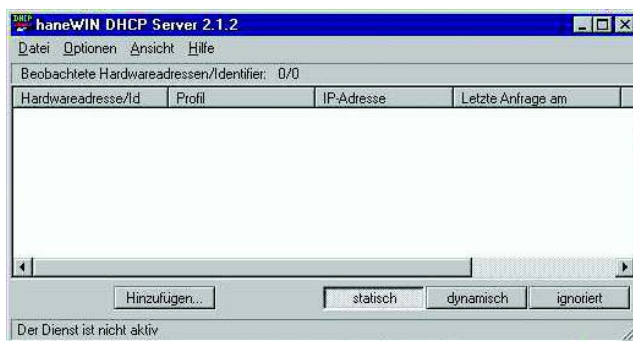 haneWIN DHCP Server 2.1.2
Datei Optionen Ansicht Hilfe
Beobachtete Hardwareadressen/Identifier: 0/0
Hardwareadresse/Id Profil IP-Adresse Letzte Anfrage am
Hinzufügen... statisch dynamisch ignoriert
Der Dienst ist nicht aktiv